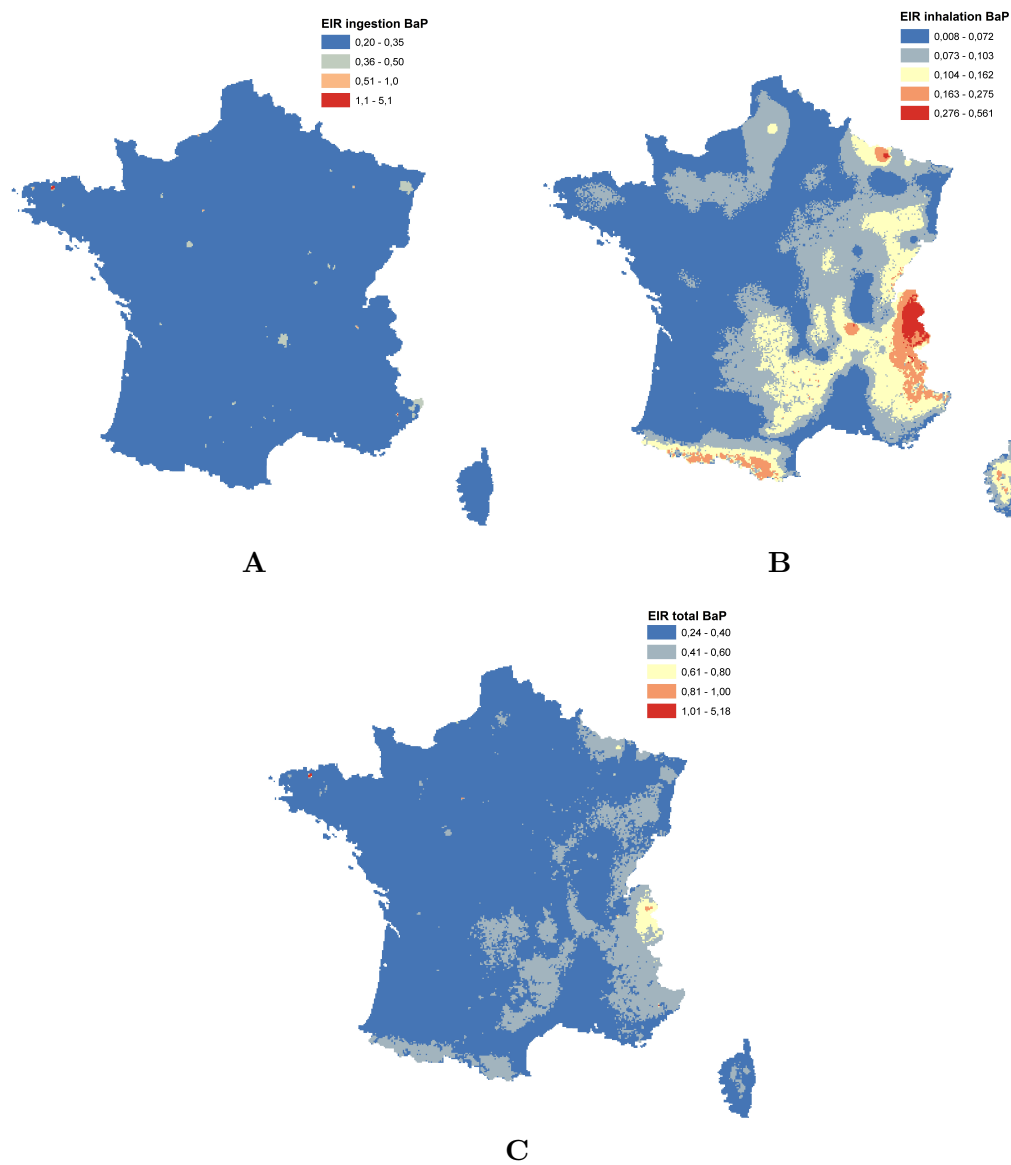 EIR ingestion BaP
0,20 - 0,35
0,36 - 0,50
0,51 - 1,0
1,1 - 5,1
A
EIR inhalation BaP
0,008 - 0,072
0,073 - 0,103
0,104 - 0,162
0,163 - 0,275
0,276 - 0,561
B
EIR total BaP
0,24 - 0,40
0,41 - 0,60
0,61 - 0,80
0,81 - 1,00
1,01 - 5,18
C